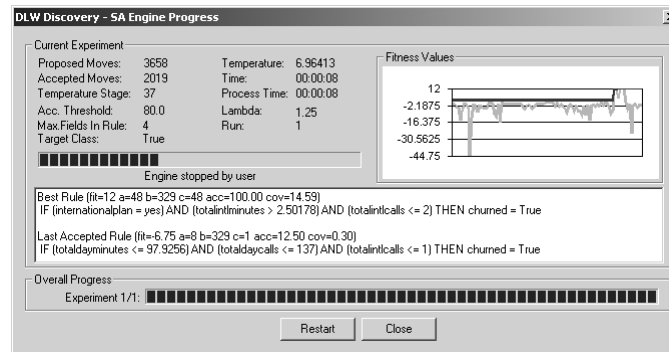 DLW Discovery - SA Engine Progress
Current Experiment
Proposed Moves: 3658 Temperature: 6.96413
Accepted Moves: 2019 Time: 00:00:08
Temperature Stage: 37 Process Time: 00:00:08
Acc. Threshold: 80.0 Lambda: 1.25
Max.Fields In Rule: 4 Run: 1
Target Class: True
Engine stopped by user
Fitness Values
12
-2.1875
-16.375
-30.5625
-44.75
Best Rule (fit=12 a=48 b=329 c=48 acc=100.00 cov=14.59)
IF (internationalplan = yes) AND (totalintlminutes > 2.50178) AND (totalintlcalls <= 2) THEN churned = True
Last Accepted Rule (fit=-6.75 a=8 b=329 c=1 acc=12.50 cov=0.30)
IF (totaldayminutes <= 97.9256) AND (totaldaycalls <= 137) AND (totalintlcalls <= 1) THEN churned = True
Overall Progress
Experiment 1/1:
Restart Close